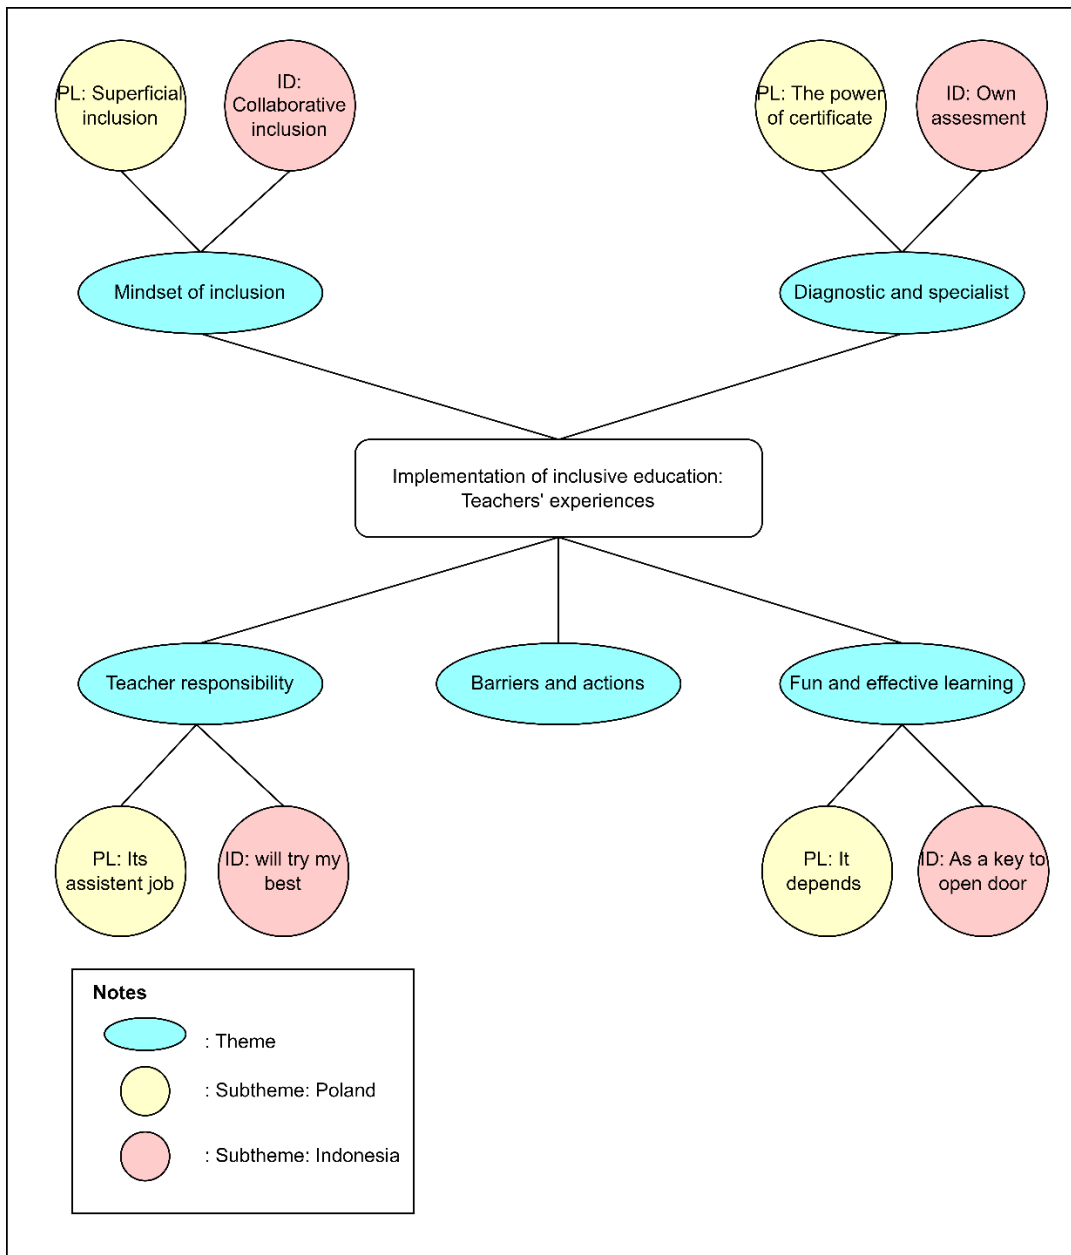 PL: Superficial
inclusion
ID:
Collaborative
inclusion
PL: The power
of certificate
ID: Own
assesment
Mindset of inclusion
Diagnostic and specialist
Implementation of inclusive education:
Teachers' experiences
Teacher responsibility
Barriers and actions
Fun and effective learning
PL: Its
assistent job
ID: will try my
best
PL: It
depends
ID: As a key to
open door
Notes
: Theme
: Subtheme: Poland
: Subtheme: Indonesia